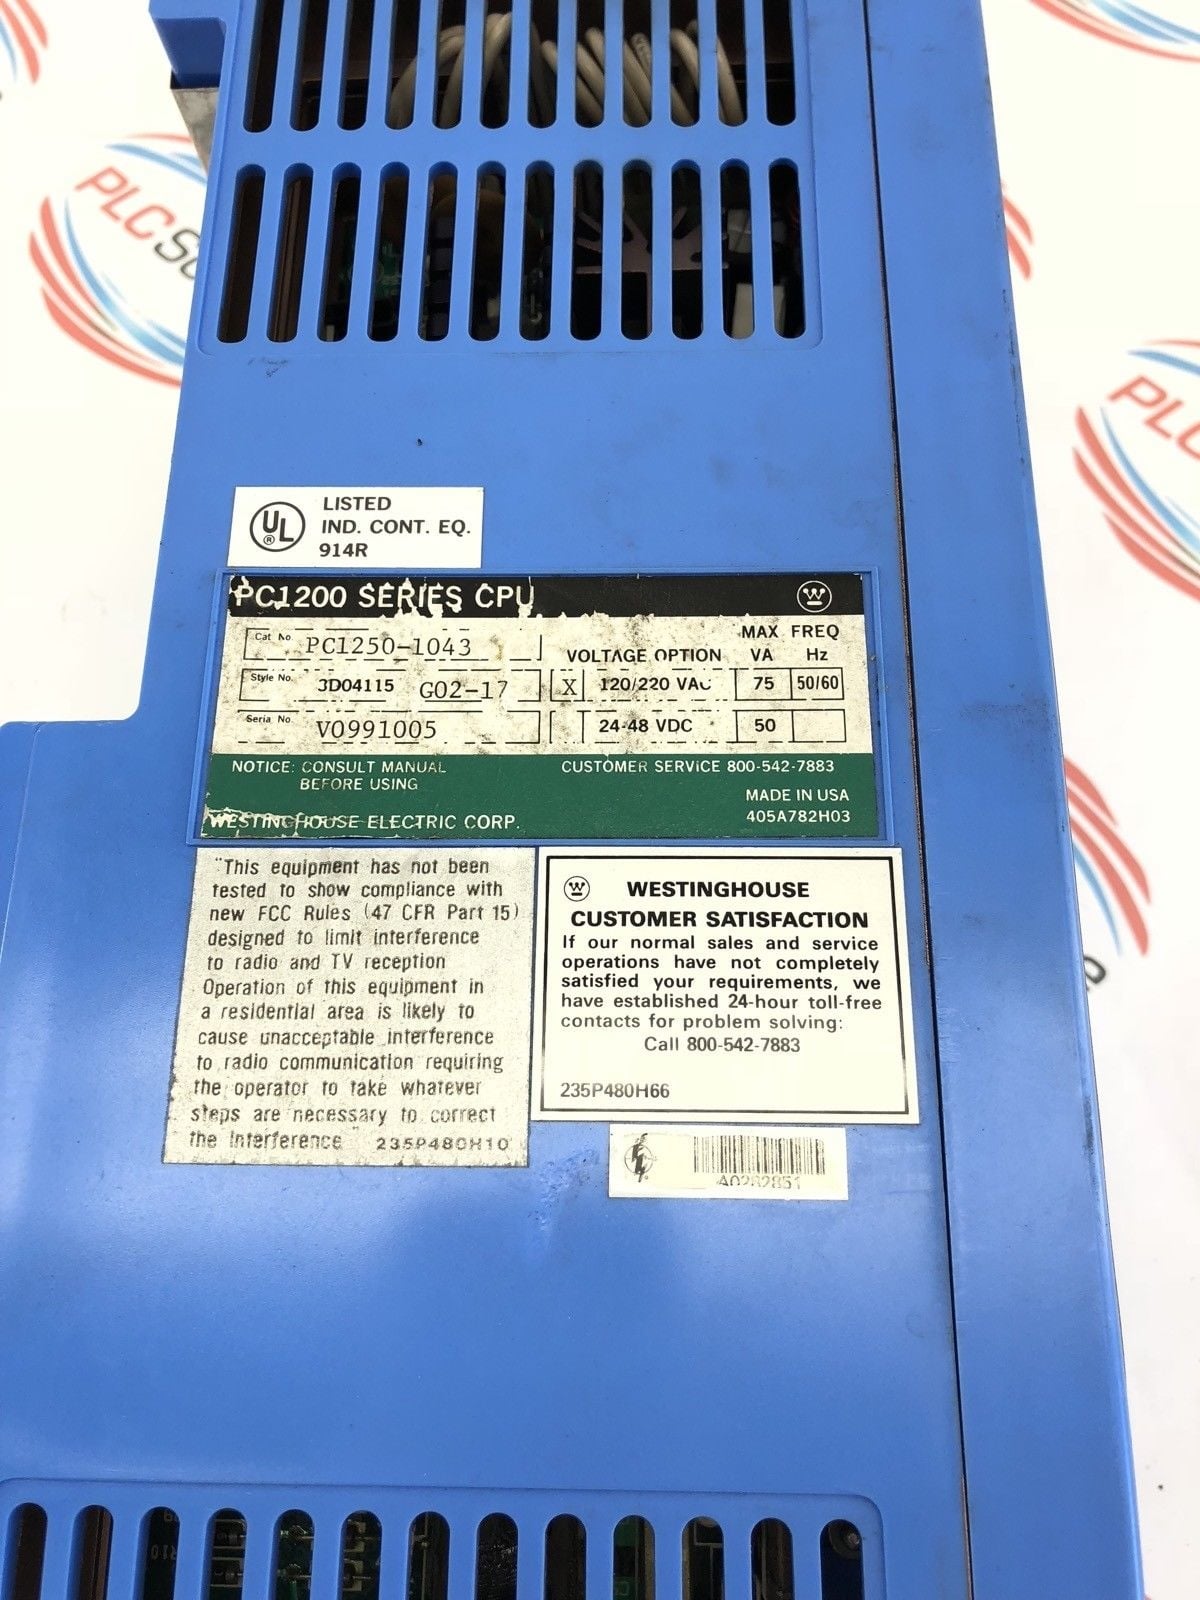 PLC
UL
®
LISTED
IND. CONT. EQ.
914R
PC1200 SERIES CPU
Cat No. PC1250-1043
Style No. 3D04115 G02-17
Seria No. V0991005
VOLTAGE OPTION MAX VA FREQ Hz
X 120/220 VAC 75 50/60
24-48 VDC 50
NOTICE: CONSULT MANUAL
BEFORE USING
CUSTOMER SERVICE 800-542-7883
MADE IN USA
WESTINGHOUSE ELECTRIC CORP.
405A782H03
"This equipment has not been
tested to show compliance with
new FCC Rules (47 CFR Part 15)
designed to limit interference
to radio and TV reception
Operation of this equipment in
a residential area is likely to
cause unacceptable interference
to radio communication requiring
the operator to take whatever
steps are necessary to correct
the interference " 235P480H10
WESTINGHOUSE
CUSTOMER SATISFACTION
If our normal sales and service
operations have not completely
satisfied your requirements, we
have established 24-hour toll-free
contacts for problem solving:
Call 800-542-7883
235P480H66
A0282851
PLC
R10